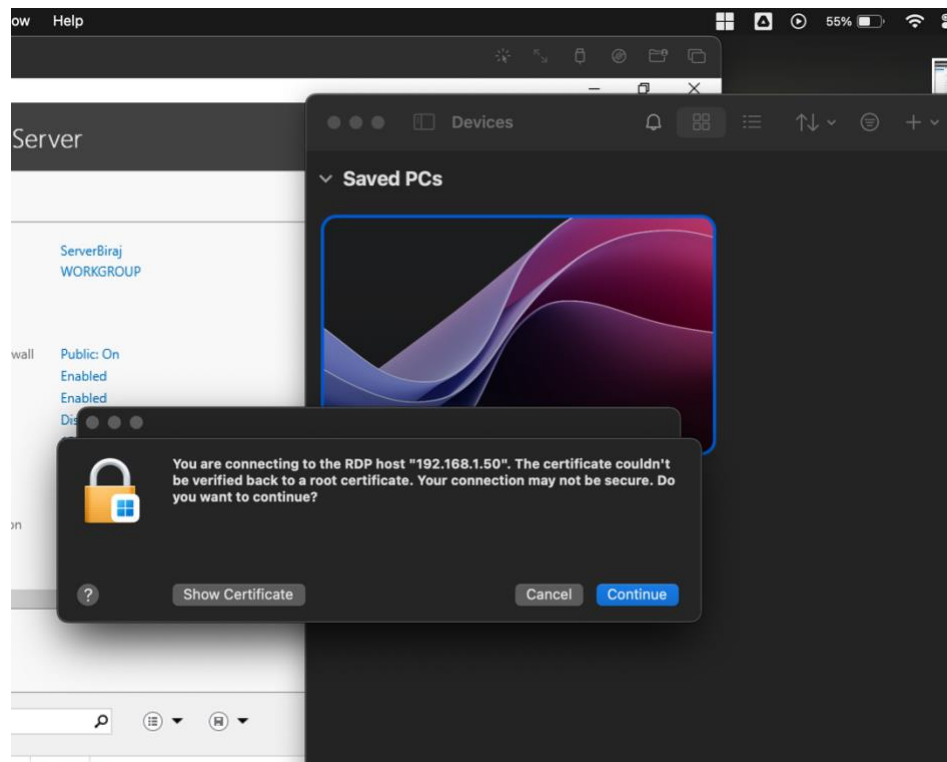 ow Help
55%
Server
Devices
Saved PCs
ServerBiraj
WORKGROUP
wall Public: On
Enabled
Enabled
Dis
You are connecting to the RDP host "192.168.1.50". The certificate couldn't
be verified back to a root certificate. Your connection may not be secure. Do
you want to continue?
on
? Show Certificate Cancel Continue